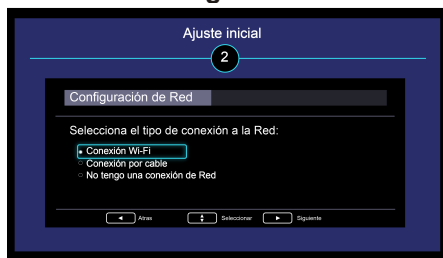 Ajuste inicial
2
Configuración de Red
Selecciona el tipo de conexión a la Red:
Conexión Wi-Fi
Conexión por cable
No tengo una conexión de Red
Atras Seleccionar Siguiente